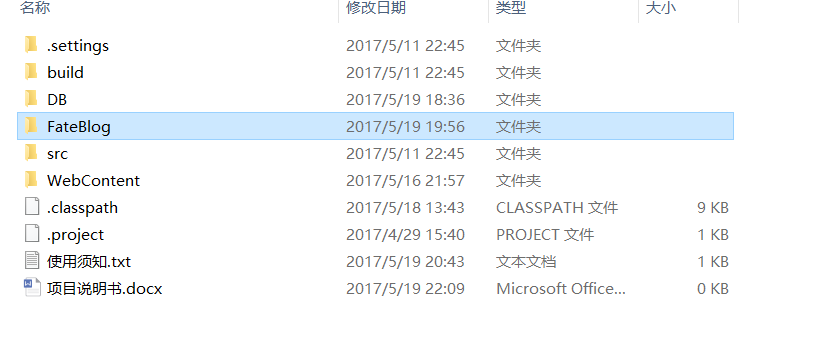 名称 修改日期 类型 大小
.settings 2017/5/11 22:45 文件夹
build 2017/5/11 22:45 文件夹
DB 2017/5/19 18:36 文件夹
FateBlog 2017/5/19 19:56 文件夹
src 2017/5/11 22:45 文件夹
WebContent 2017/5/16 21:57 文件夹
.classpath 2017/5/18 13:43 CLASSPATH 文件 9 KB
.project 2017/4/29 15:40 PROJECT 文件 1 KB
使用须知.txt 2017/5/19 20:43 文本文档 1 KB
项目说明书.docx 2017/5/19 22:09 Microsoft Office... 0 KB